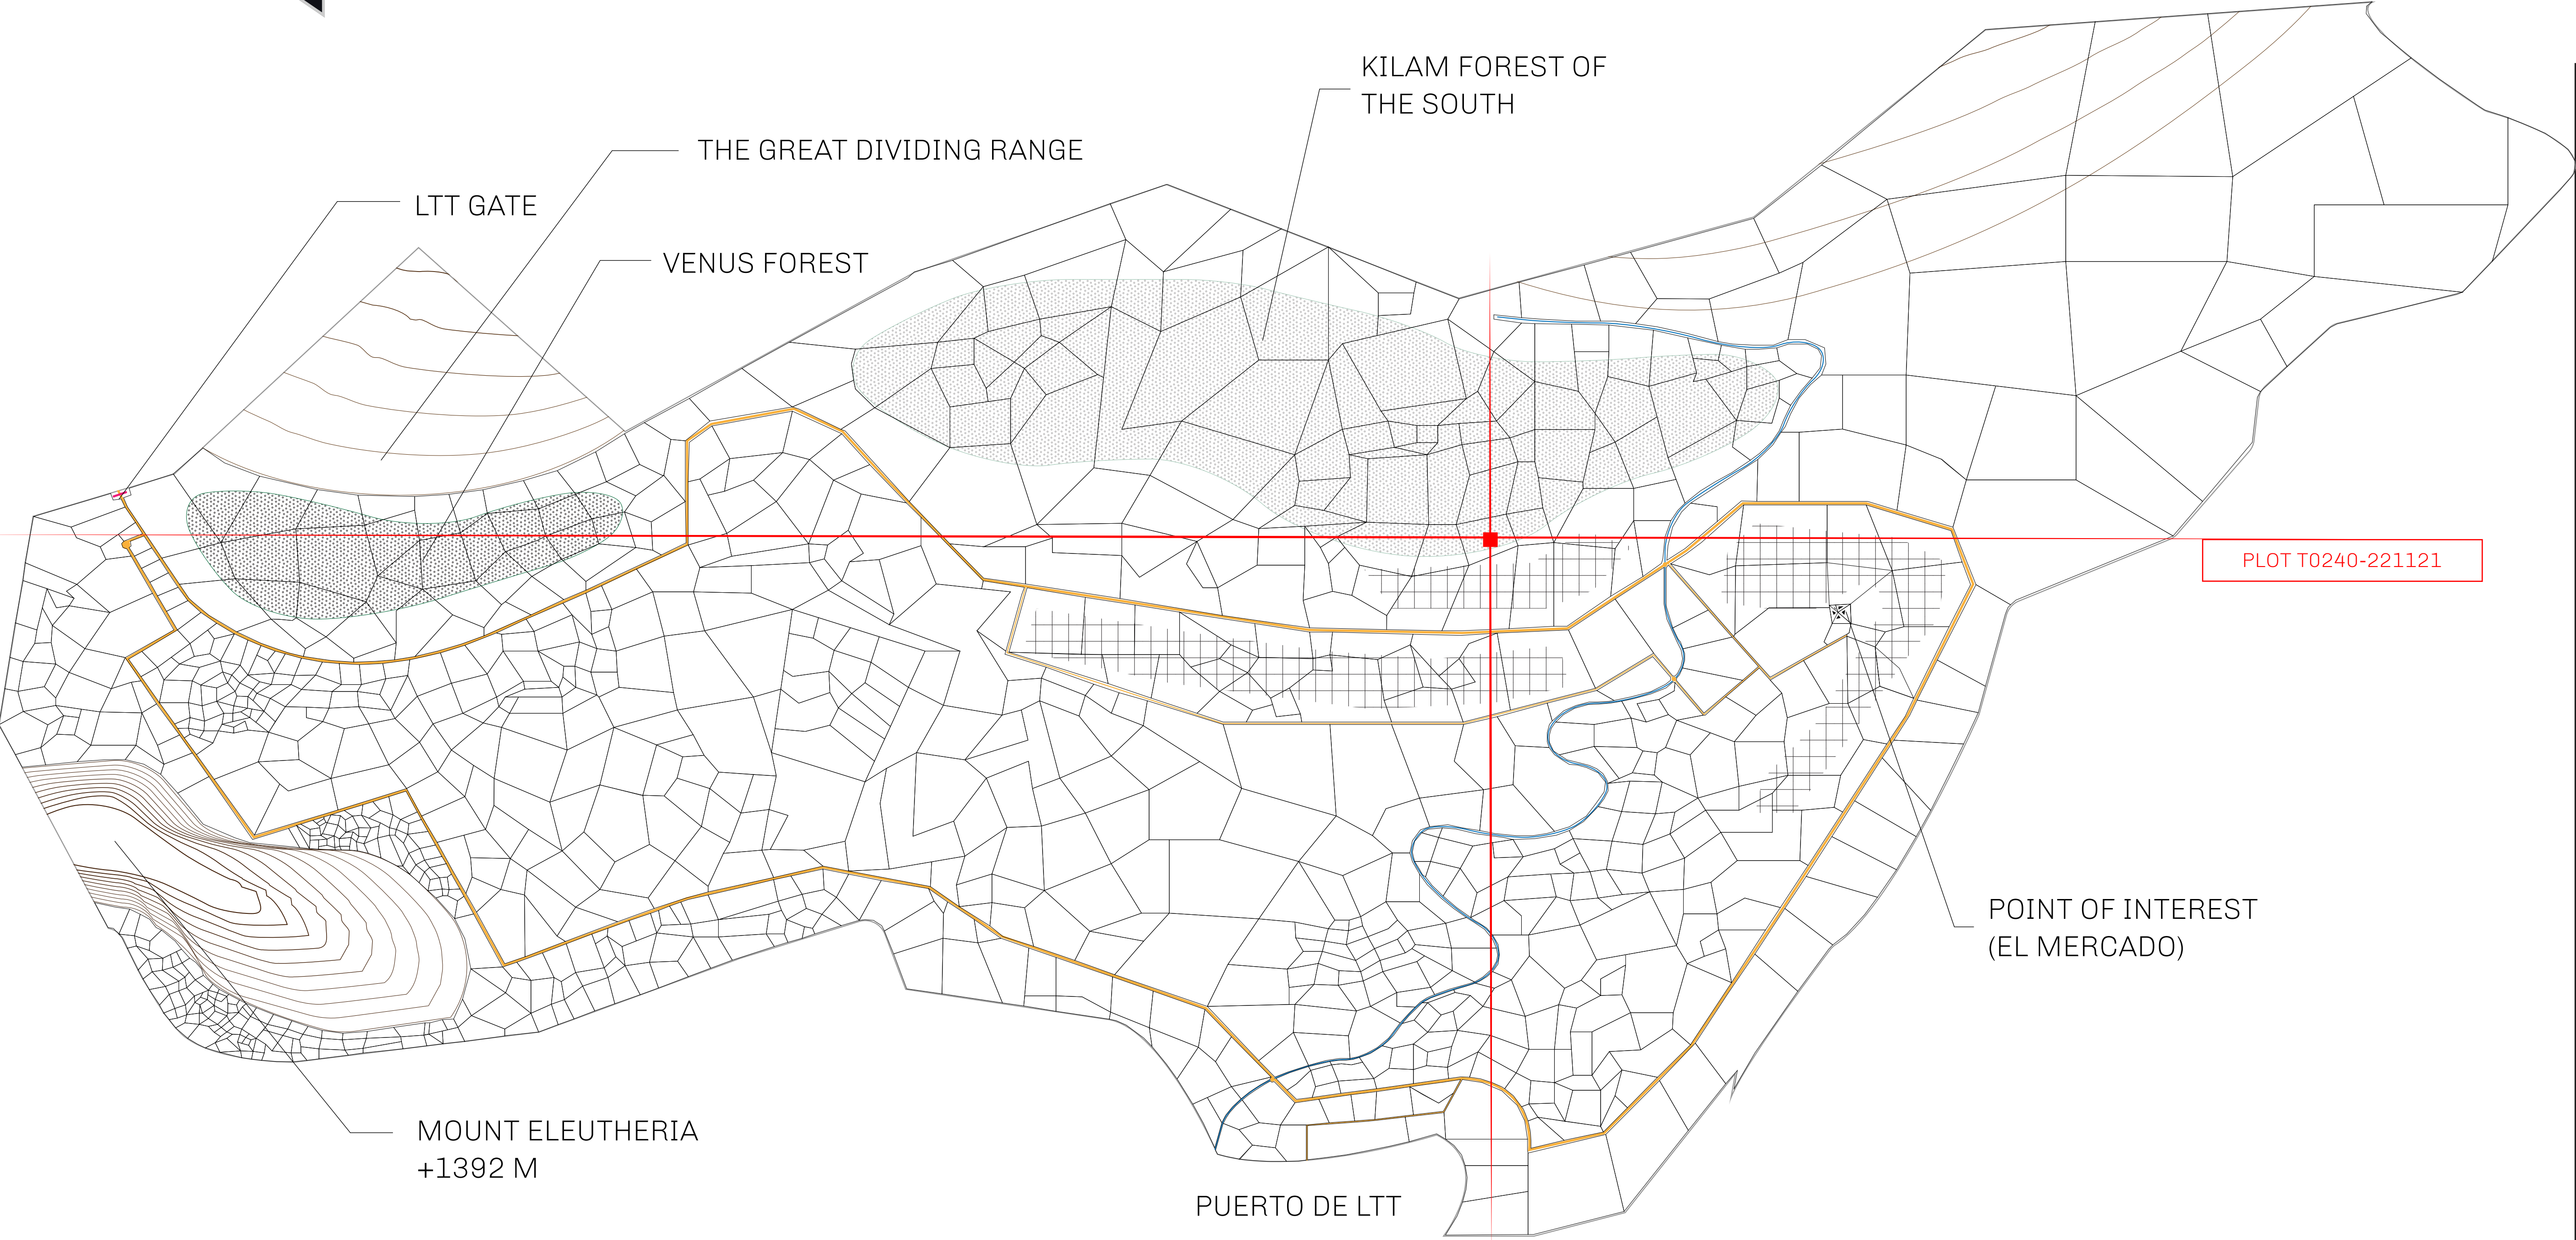 KILAM FOREST OF
THE SOUTH
THE GREAT DIVIDING RANGE
LTT GATE
VENUS FOREST
PLOT T0240-221121
POINT OF INTEREST
(EL MERCADO)
MOUNT ELEUTHERIA
+1392 M
PUERTO DE LTT